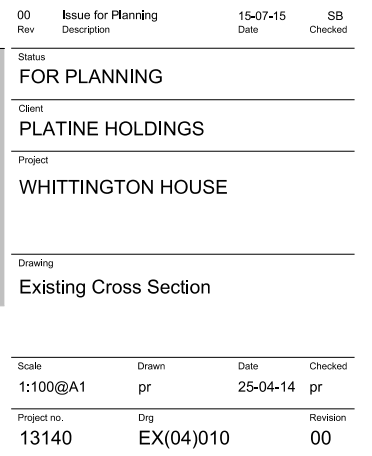 00 Issue for Planning 15-07-15 SB
Rev Description Date Checked
Status
FOR PLANNING
Client
PLATINE HOLDINGS
Project
WHITTINGTON HOUSE
Drawing
Existing Cross Section
Scale Drawn Date Checked
1:100@A1 pr 25-04-14 pr
Project no. Drg Revision
13140 EX(04)010 00